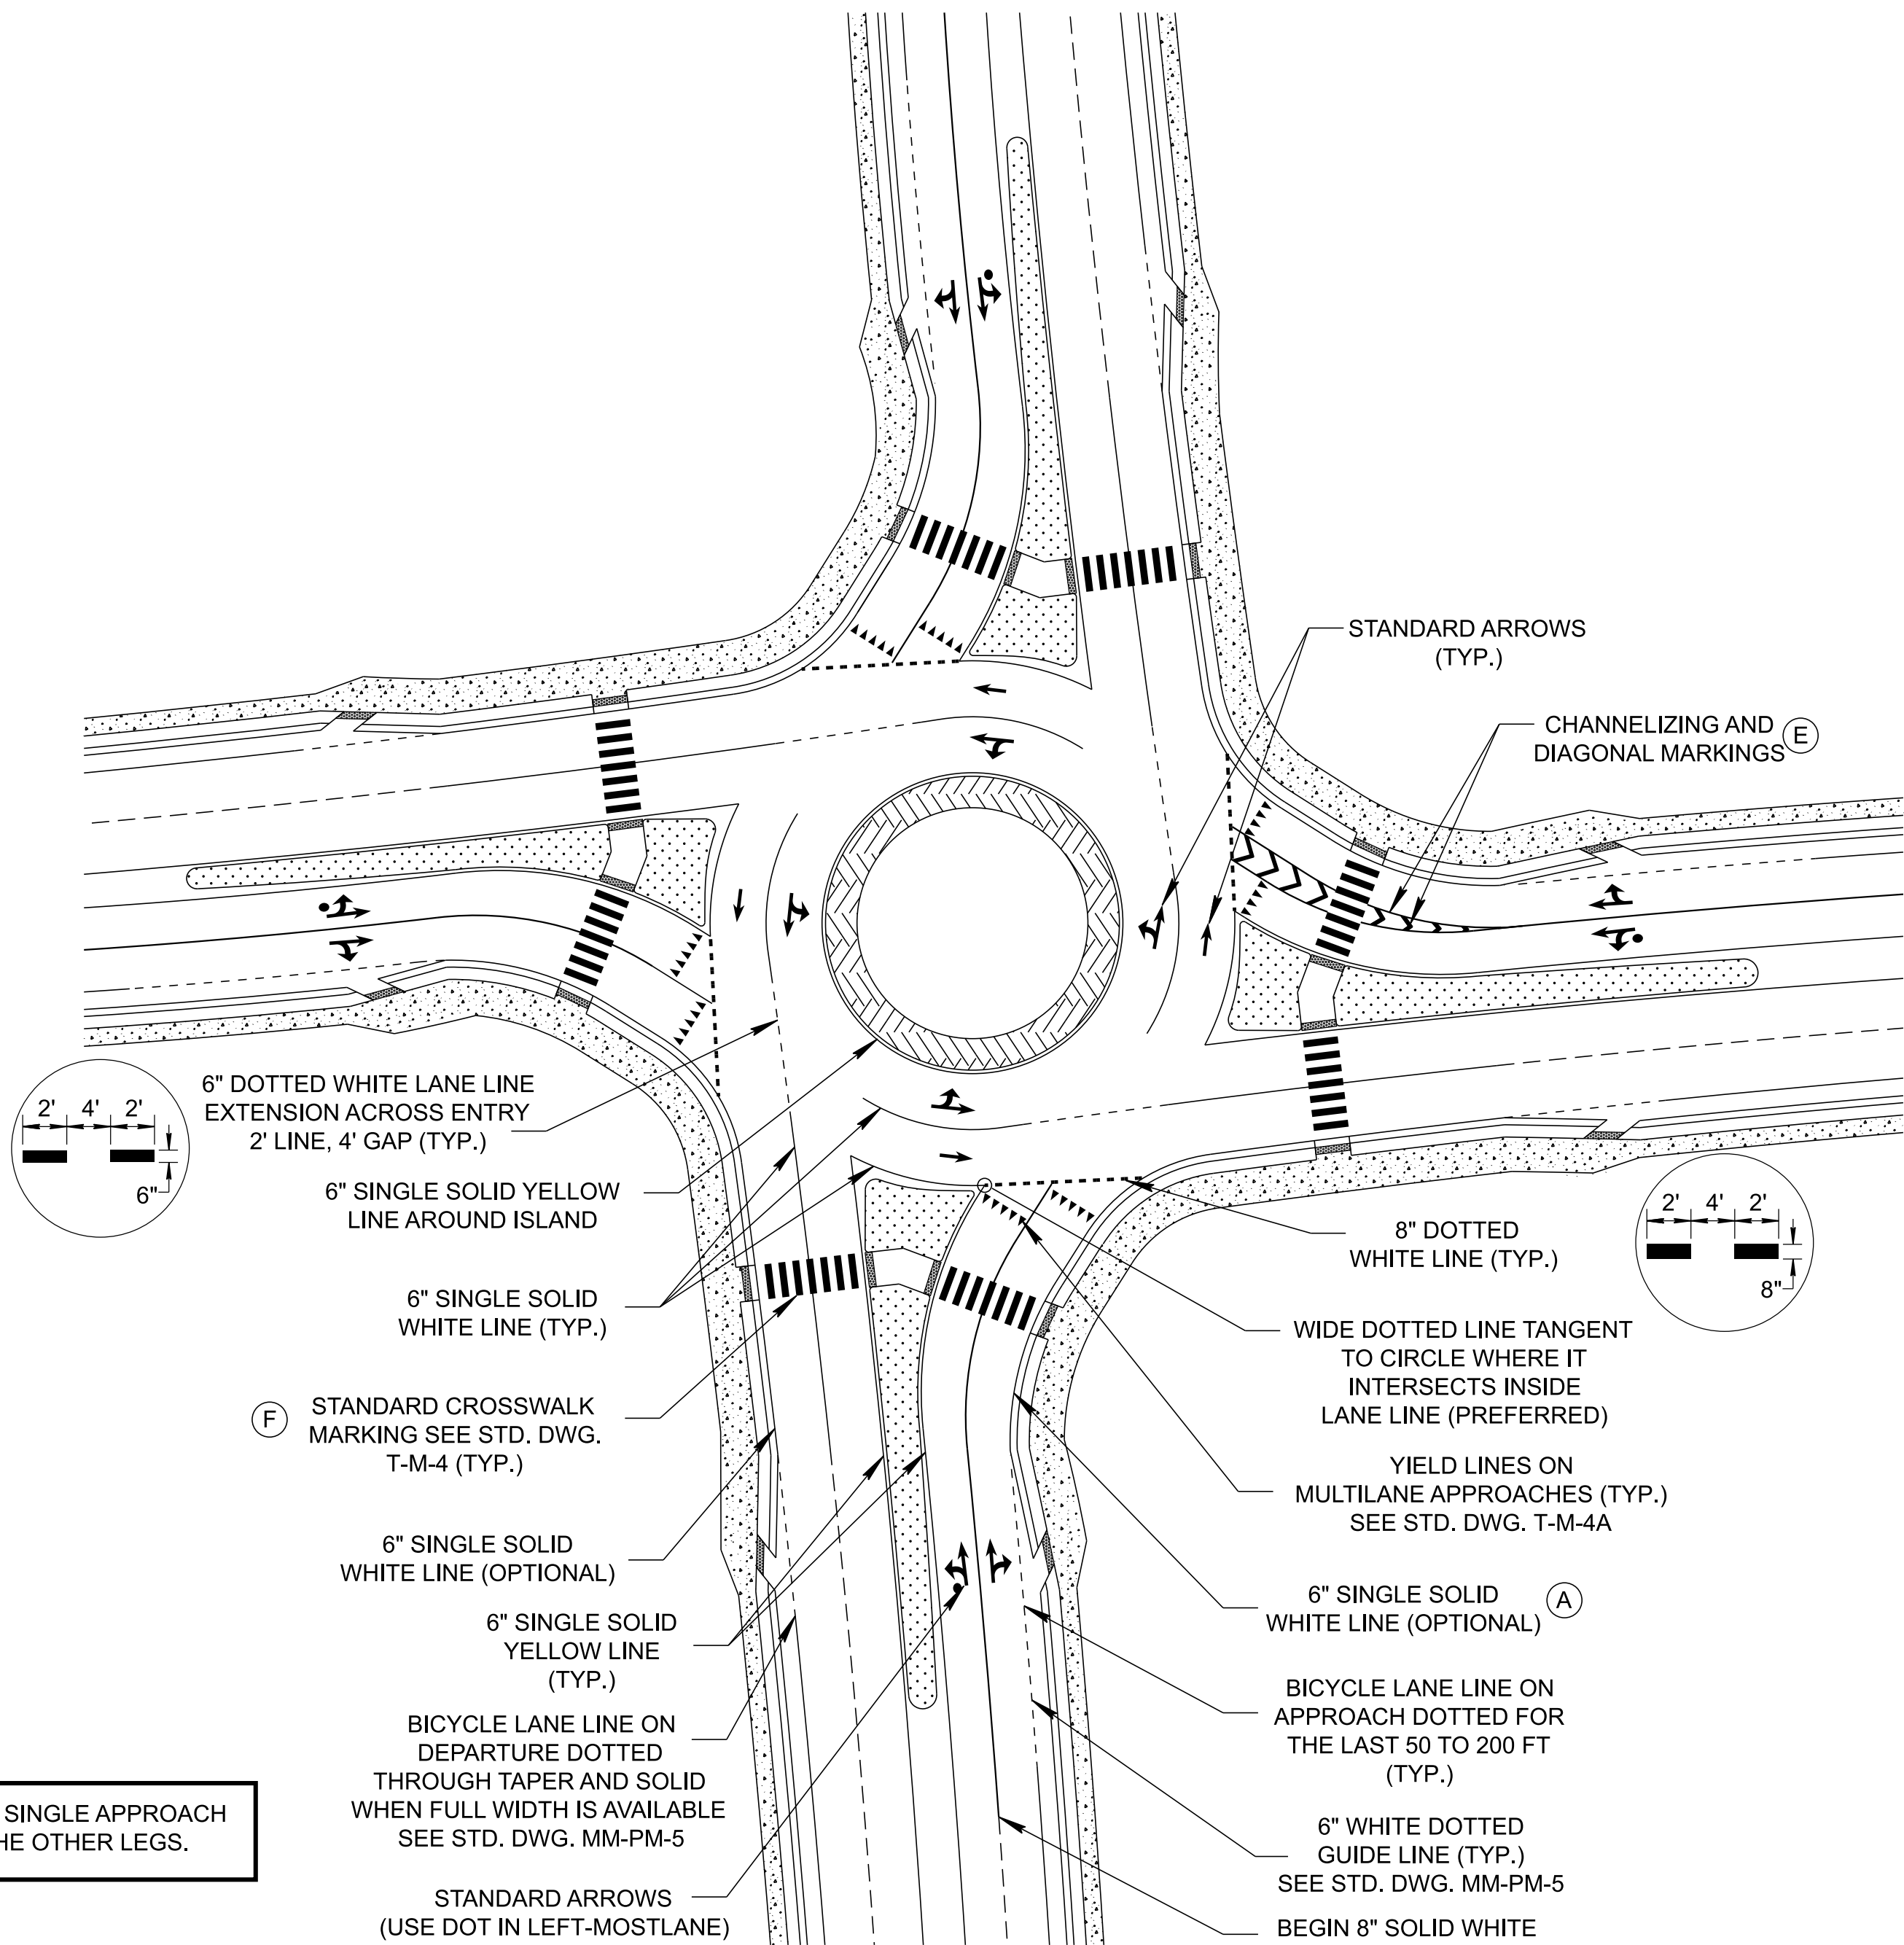 STANDARD ARROWS
(TYP.)
CHANNELIZING AND
DIAGONAL MARKINGS
E
2' 4' 2'
6"
6" DOTTED WHITE LANE LINE
EXTENSION ACROSS ENTRY
2' LINE, 4' GAP (TYP.)
6" SINGLE SOLID YELLOW
LINE AROUND ISLAND
6" SINGLE SOLID
WHITE LINE (TYP.)
F
STANDARD CROSSWALK
MARKING SEE STD. DWG.
T-M-4 (TYP.)
6" SINGLE SOLID
WHITE LINE (OPTIONAL)
6" SINGLE SOLID
YELLOW LINE
(TYP.)
BICYCLE LANE LINE ON
DEPARTURE DOTTED
THROUGH TAPER AND SOLID
WHEN FULL WIDTH IS AVAILABLE
SEE STD. DWG. MM-PM-5
STANDARD ARROWS
(USE DOT IN LEFT-MOSTLANE)
SINGLE APPROACH
HE OTHER LEGS.
8" DOTTED
WHITE LINE (TYP.)
2' 4' 2'
8"
WIDE DOTTED LINE TANGENT
TO CIRCLE WHERE IT
INTERSECTS INSIDE
LANE LINE (PREFERRED)
YIELD LINES ON
MULTILANE APPROACHES (TYP.)
SEE STD. DWG. T-M-4A
6" SINGLE SOLID
WHITE LINE (OPTIONAL)
A
BICYCLE LANE LINE ON
APPROACH DOTTED FOR
THE LAST 50 TO 200 FT
(TYP.)
6" WHITE DOTTED
GUIDE LINE (TYP.)
SEE STD. DWG. MM-PM-5
BEGIN 8" SOLID WHITE